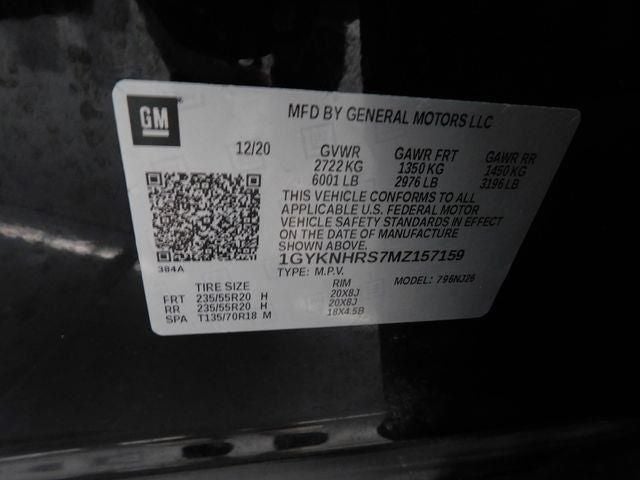 GM
MFD BY GENERAL MOTORS LLC
12/20 GVWR GAWR FRT GAWR RR
2722 KG 1350 KG 1450 KG
6001 LB 2976 LB 3196 LB
THIS VEHICLE CONFORMS TO ALL
APPLICABLE U.S. FEDERAL MOTOR
VEHICLE SAFETY STANDARDS IN EFFECT
ON THE DATE OF MANUFACTURE
SHOWN ABOVE.
384A
1GYKNHRS7MZ157159
TYPE: M.P.V. 796NJ26
TIRE SIZE RIM
FRT 235/55R20 H 20X8J
RR 235/55R20 H 20X8J
SPA T135/70R18 M 18X4.5B